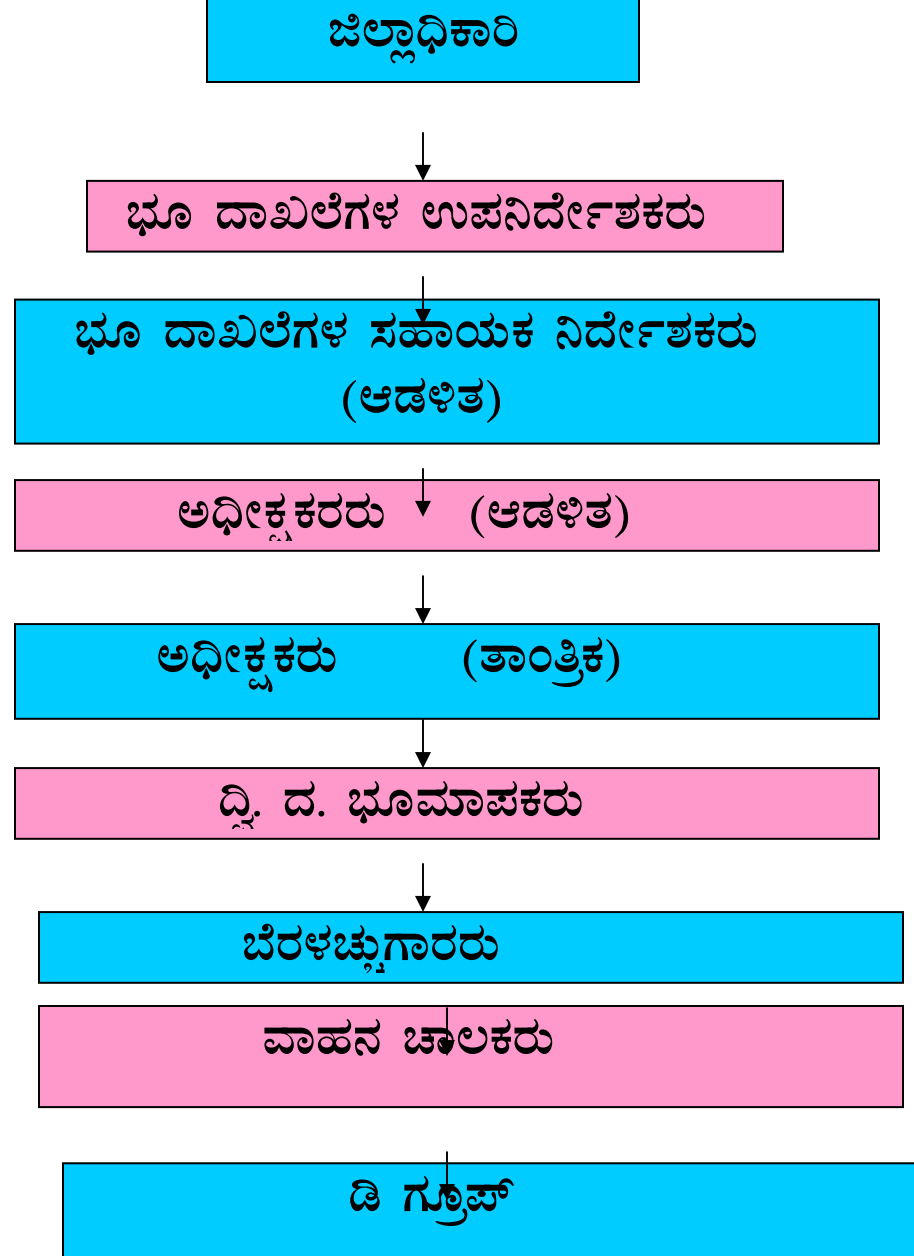 ಜಿಲ್ಲಾಧಿಕಾರಿ
ಭೂ ದಾಖಲೆಗಳ ಉಪನಿರ್ದೇಶಕರು
ಭೂ ದಾಖಲೆಗಳ ಸಹಾಯಕ ನಿರ್ದೇಶಕರು
(ಆಡಳಿತ)
ಅಧೀಕ್ಷಕರರು (ಆಡಳಿತ)
ಅಧೀಕ್ಷಕರು (ತಾಂತ್ರಿಕ)
ದ್ವಿ. ದ. ಭೂಮಾಪಕರು
ಬೆರಳಚ್ಚುಗಾರರು
ವಾಹನ ಚಾಲಕರು
ಡಿ ಗ್ರೂಪ್